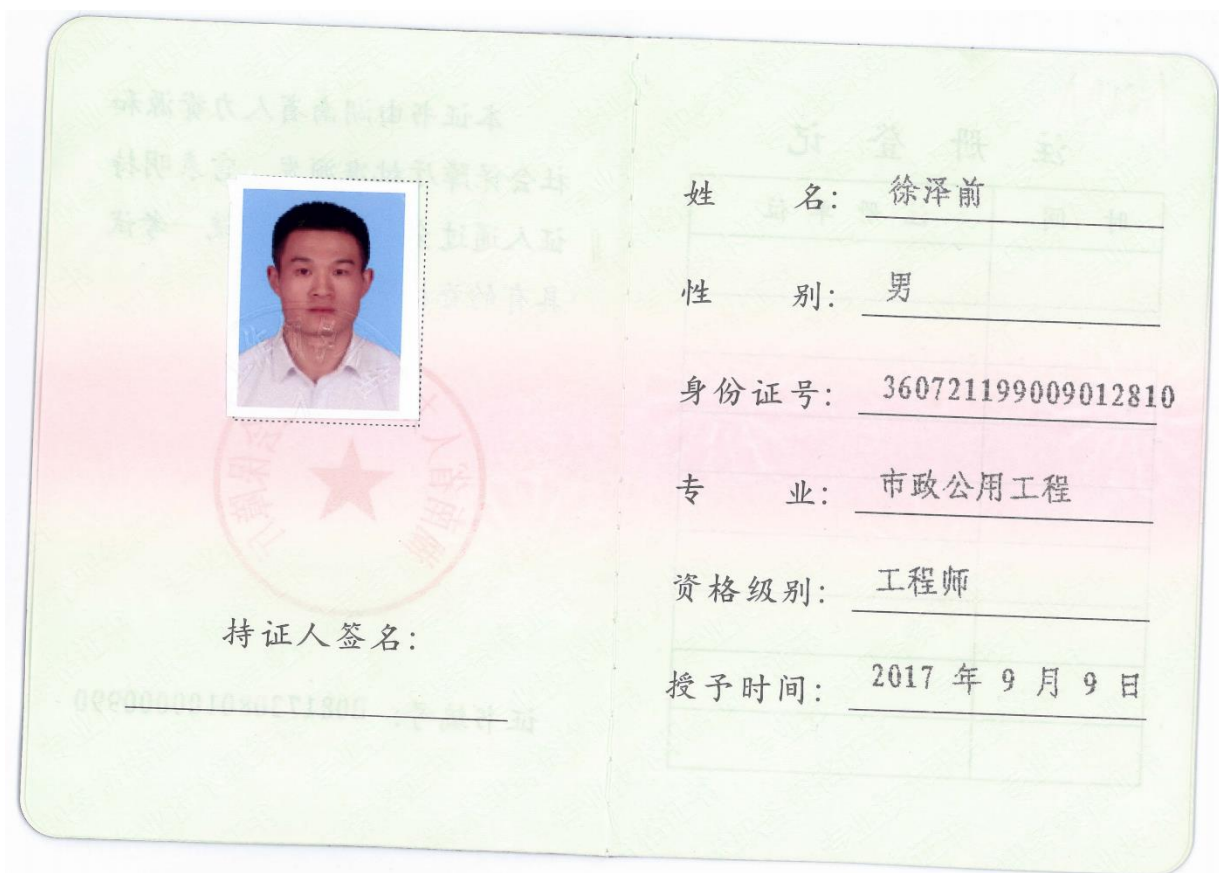 持证人签名:
姓 名: 徐泽前
性 别: 男
身份证号: 360721199009012810
专 业: 市政公用工程
资格级别: 工程师
授予时间: 2017 年 9 月 9 日